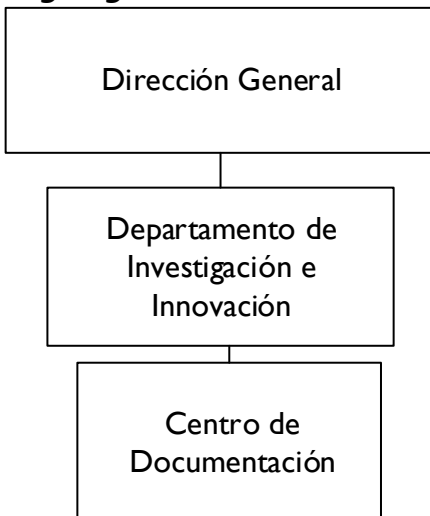 Dirección General
Departamento de
Investigación e
Innovación
Centro de
Documentación